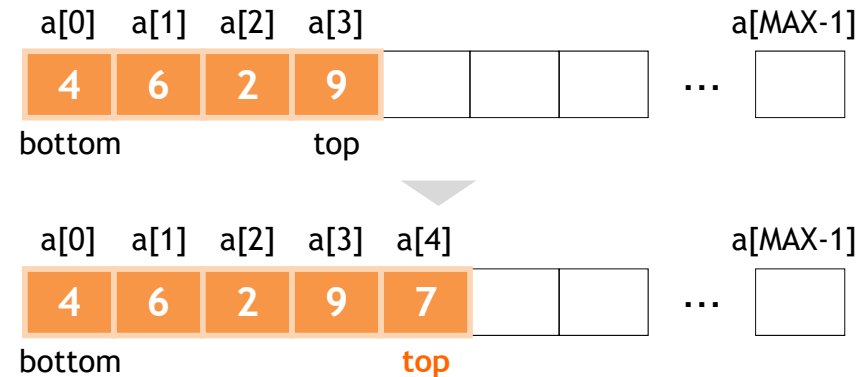 a[0] a[1] a[2] a[3] a[MAX-1]
4 6 2 9 ...
bottom top
a[0] a[1] a[2] a[3] a[4] a[MAX-1]
4 6 2 9 7 ...
bottom top